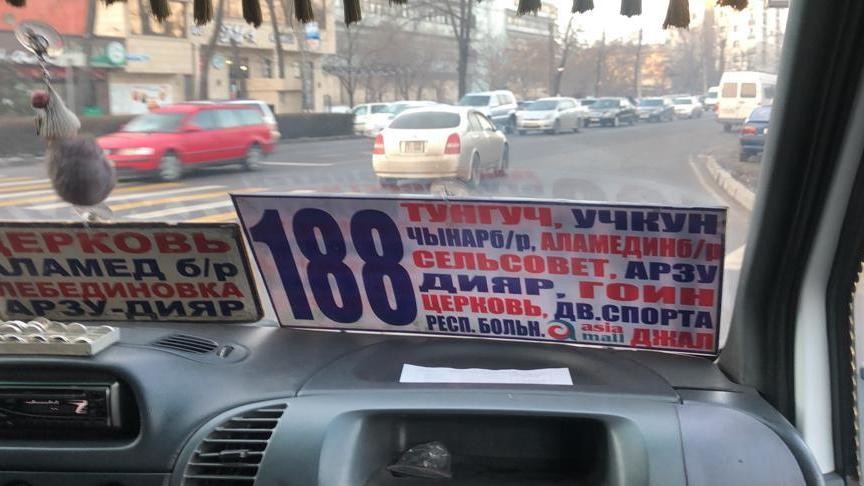 ЦЕРКОВЬ
АЛАМЕД б/р
ЛЕБЕДИНОВКА
АРЗУ-ДИЯР
188
ТУНГУЧ, УЧКУН
ЧЫНАРб/р, АЛАМЕДИНб/р
СЕЛЬСОВЕТ, АРЗУ
ДИЯР, ГОИН
ЦЕРКОВЬ, ДВ.СПОРТА
РЕСП. БОЛЬН. asia mall ДЖАЛ